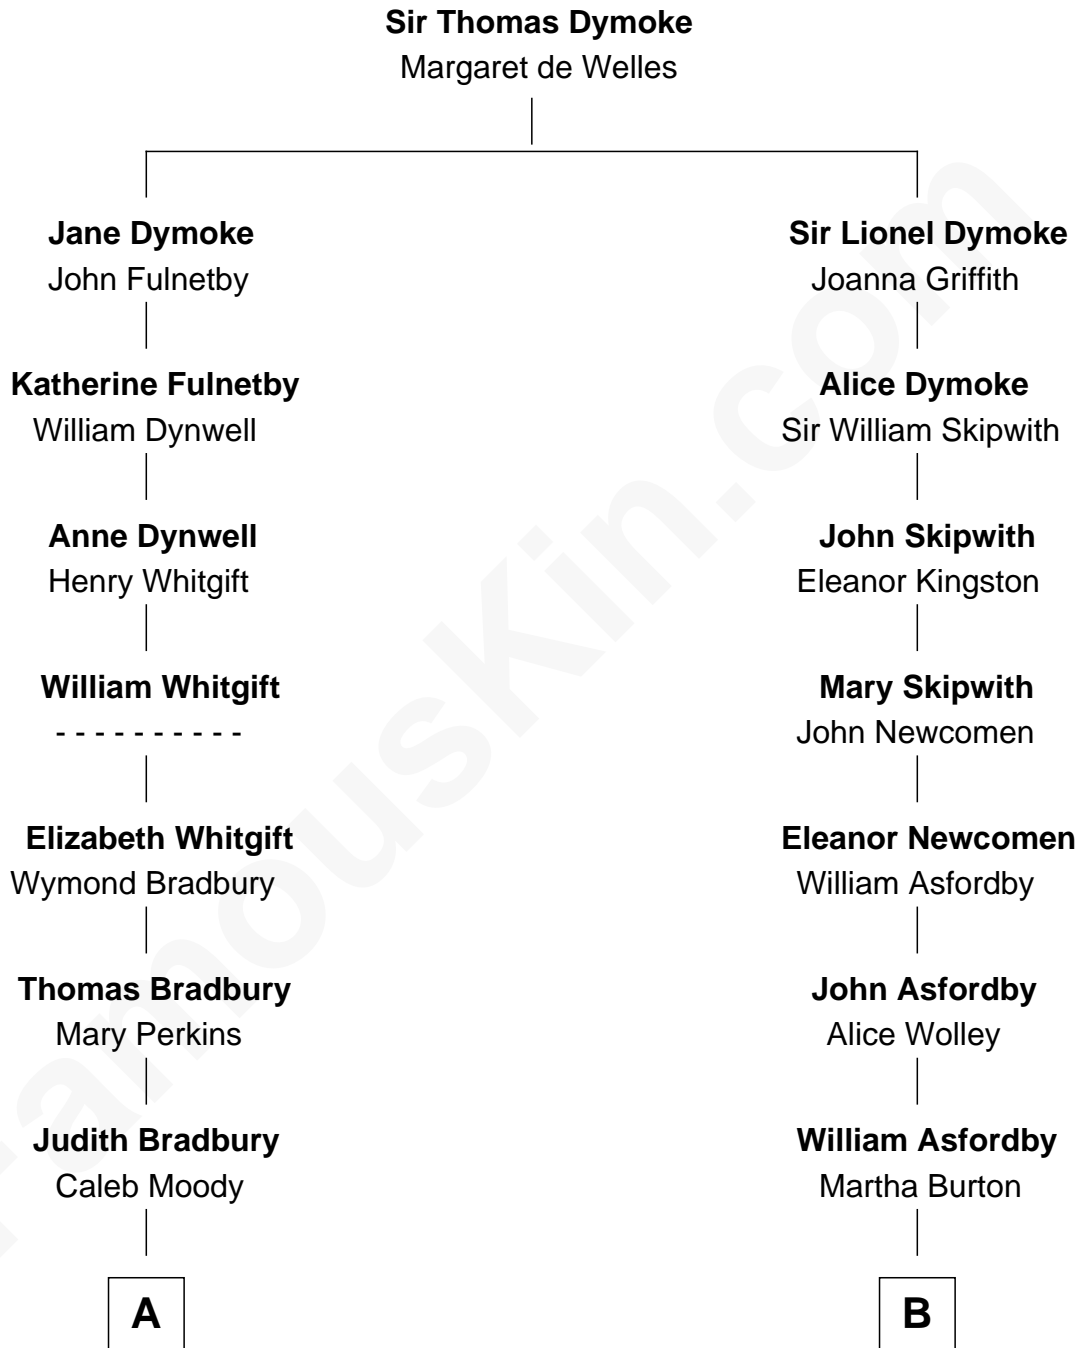 Sir Thomas Dymoke
Margaret de Welles
Jane Dymoke
John Fulnetby
Katherine Fulnetby
William Dynwell
Anne Dynwell
Henry Whitgift
William Whitgift
- - - - - - - - - -
Elizabeth Whitgift
Wymond Bradbury
Thomas Bradbury
Mary Perkins
Judith Bradbury
Caleb Moody
A
Sir Lionel Dymoke
Joanna Griffith
Alice Dymoke
Sir William Skipwith
John Skipwith
Eleanor Kingston
Mary Skipwith
John Newcomen
Eleanor Newcomen
William Asfordby
John Asfordby
Alice Wolley
William Asfordby
Martha Burton
B
FamousKin.com